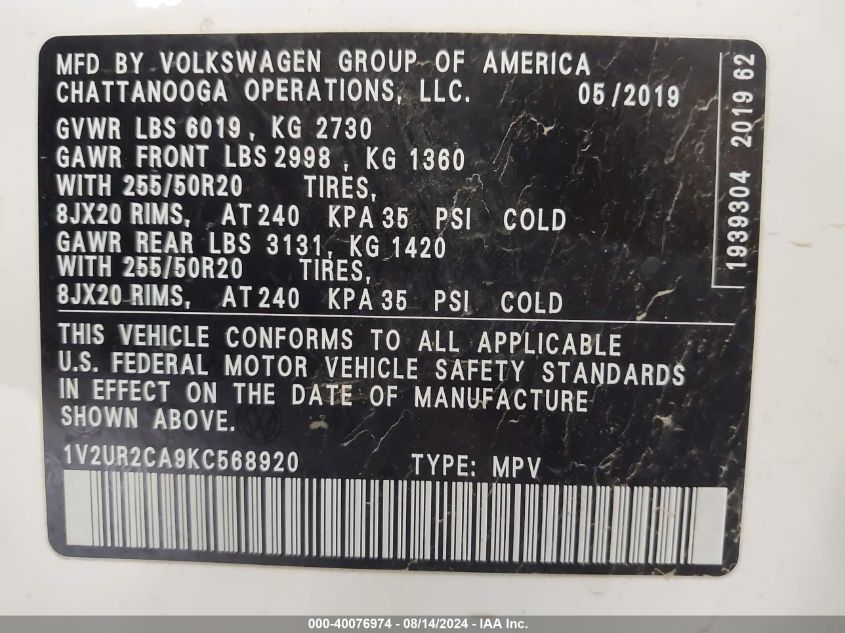 MFD BY VOLKSWAGEN GROUP OF AMERICA
CHATTANOOGA OPERATIONS, LLC. 05/2019
GVWR LBS 6019, KG 2730
GAWR FRONT LBS 2998, KG 1360
WITH 255/50R20 TIRES,
8JX20 RIMS, AT 240 KPA 35 PSI COLD
GAWR REAR LBS 3131, KG 1420
WITH 255/50R20 TIRES,
8JX20 RIMS, AT 240 KPA 35 PSI COLD
THIS VEHICLE CONFORMS TO ALL APPLICABLE
U.S. FEDERAL MOTOR VEHICLE SAFETY STANDARDS
IN EFFECT ON THE DATE OF MANUFACTURE
SHOWN ABOVE.
1V2UR2CA9KC568920 TYPE: MPV
1939304 2019 62
000-40076974 | 08/14/2024 | © IAA, Inc.